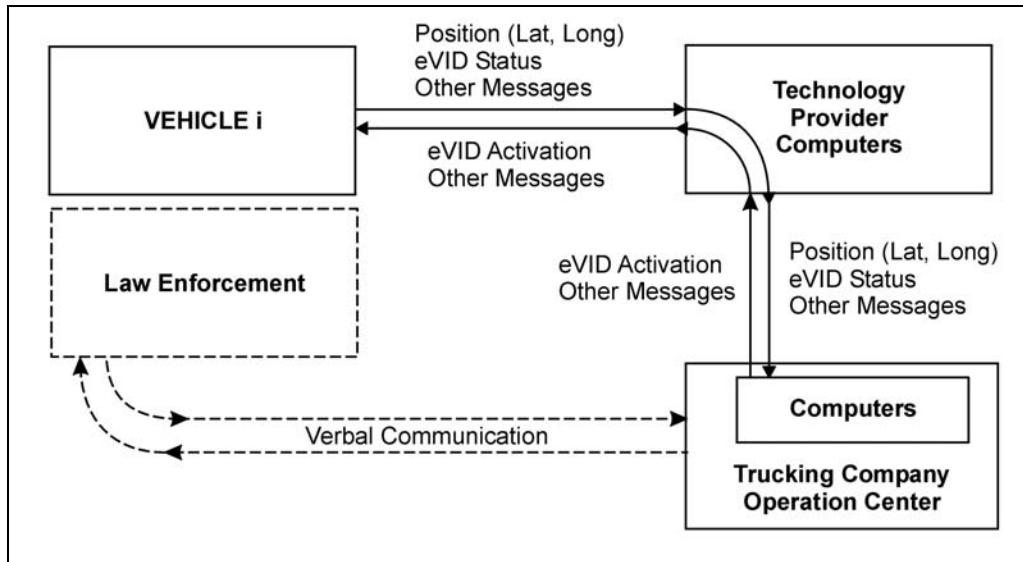 VEHICLE i
Position (Lat, Long)
eVID Status
Other Messages
eVID Activation
Other Messages
Technology
Provider
Computers
Law Enforcement
eVID Activation
Other Messages
Position (Lat, Long)
eVID Status
Other Messages
Verbal Communication
Computers
Trucking Company
Operation Center